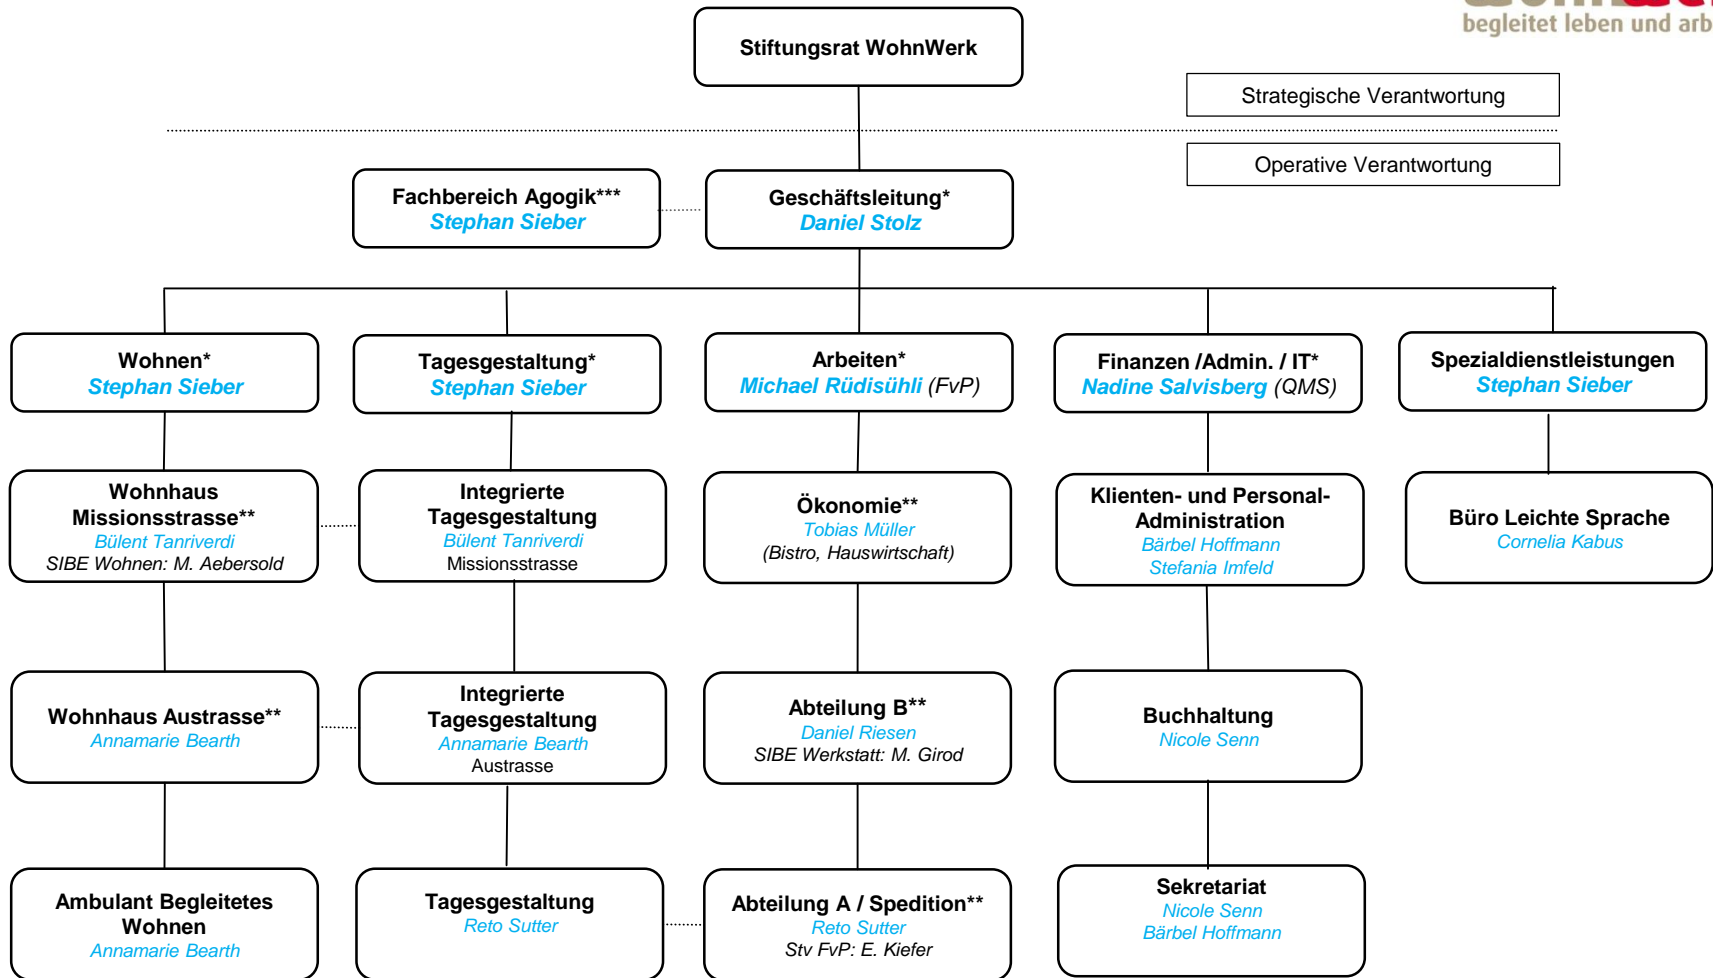 begleitet leben und arb
Stiftungsrat WohnWerk
Strategische Verantwortung
Operative Verantwortung
Fachbereich Agogik***
Stephan Sieber
Geschäftsleitung*
Daniel Stolz
Wohnen*
Stephan Sieber
Tagesgestaltung*
Stephan Sieber
Arbeiten*
Michael Rüdisühli (FvP)
Finanzen /Admin. / IT*
Nadine Salvisberg (QMS)
Spezialdienstleistungen
Stephan Sieber
Wohnhaus
Missionsstrasse**
Bülent Tanriverdi
SIBE Wohnen: M. Aebersold
Integrierte
Tagesgestaltung
Bülent Tanriverdi
Missionsstrasse
Ökonomie**
Tobias Müller
(Bistro, Hauswirtschaft)
Klienten- und Personal-
Administration
Bärbel Hoffmann
Stefania Imfeld
Büro Leichte Sprache
Cornelia Kabus
Wohnhaus Austrasse**
Annamarie Bearth
Integrierte
Tagesgestaltung
Annamarie Bearth
Austrasse
Abteilung B**
Daniel Riesen
SIBE Werkstatt: M. Girod
Buchhaltung
Nicole Senn
Ambulant Begleitetes
Wohnen
Annamarie Bearth
Tagesgestaltung
Reto Sutter
Abteilung A / Spedition**
Reto Sutter
Stv FvP: E. Kiefer
Sekretariat
Nicole Senn
Bärbel Hoffmann